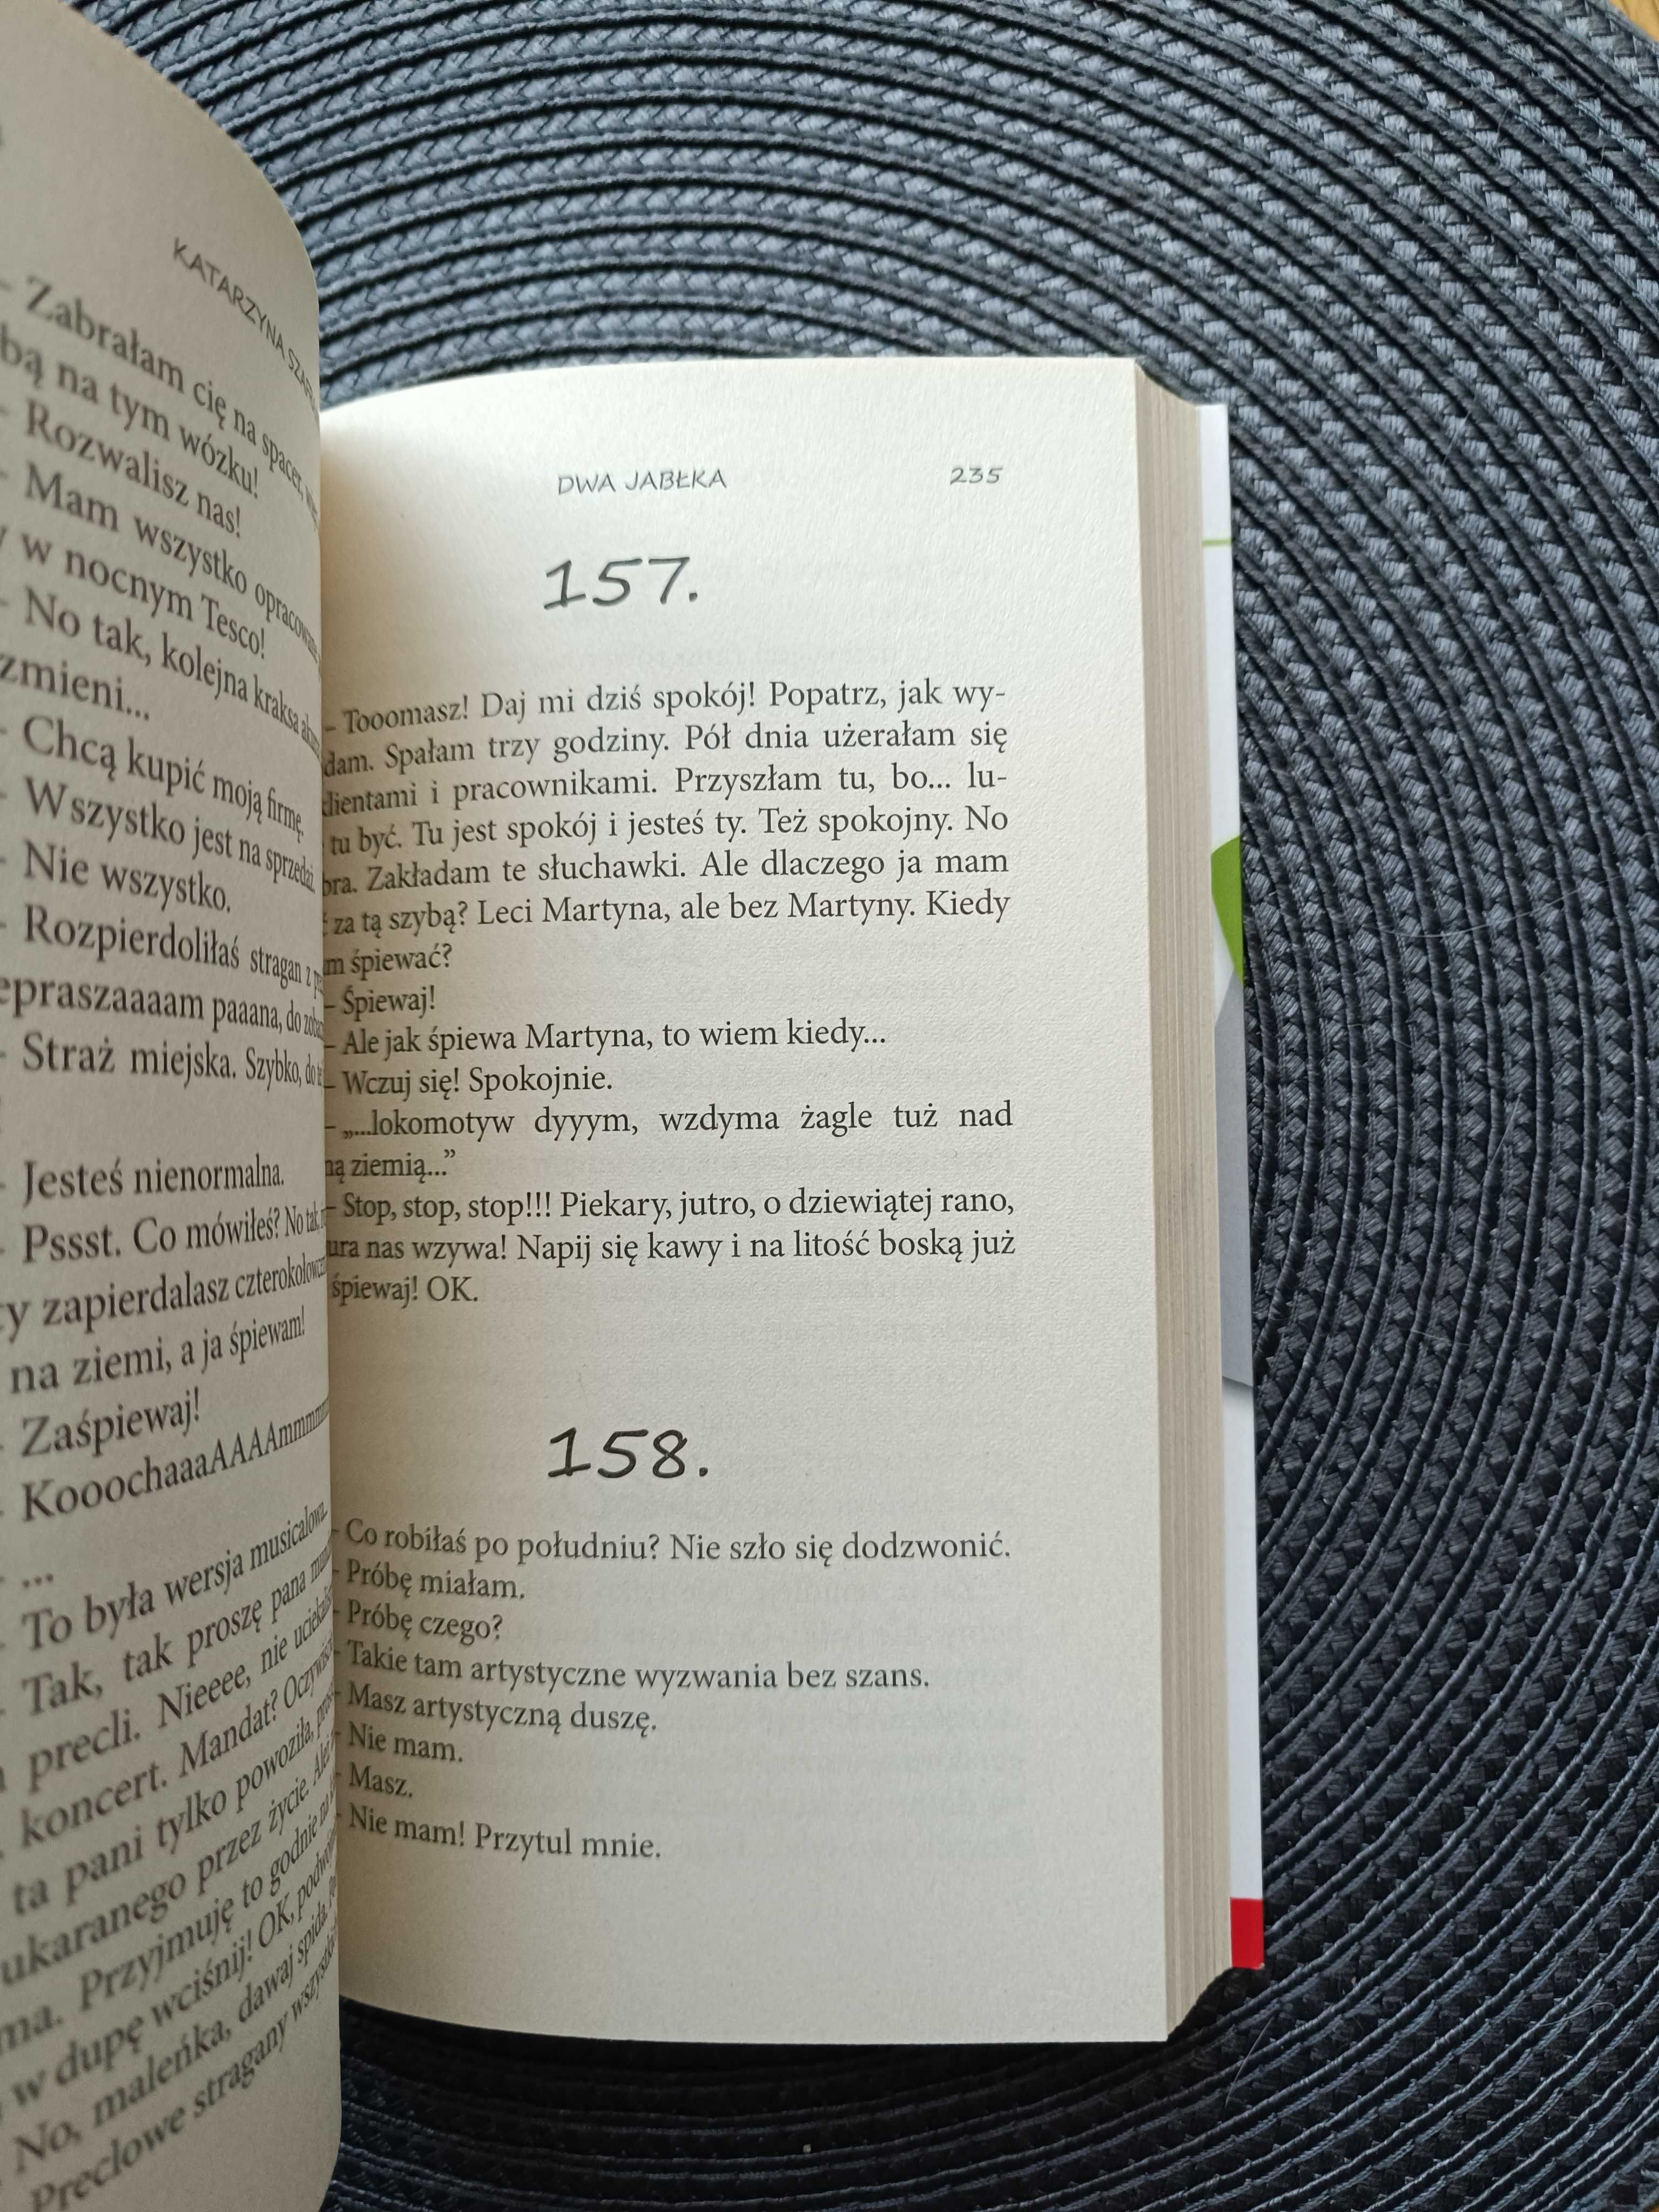 KATARZYNA
– Zabrałam cię na spacer,
na tym wózku!
– Rozwalisz nas!
– Mam wszystko
w nocnym Tesco!
– No tak, kolejna kraksa
zmieni...
– Chcą kupić moją firmę.
– Wszystko jest na sprzedaż.
– Nie wszystko.
– Rozpierdoliłaś stragan z
paaana, do
– Straż miejska. Szybko, do
– Jesteś nienormalna.
– Pssst. Co mówiłeś? No tak,
zapierdalasz
na ziemi, a ja śpiewam!
– Zaśpiewaj!
–
– ...
– To była wersja musicalowa.
– Tak, tak proszę pana
precli. Nieeee, nie
koncert. Mandat?
ta pani tylko powoziła,
ukaranego przez życie. Ale
Przyjmuję to godnie na
w dupę wciśnij! OK,
No, maleńka, dawaj spida.
Preclowe stragany
DWA JABŁKA 235
157.
– Tooomasz! Daj mi dziś spokój! Popatrz, jak wy-
dam. Spałam trzy godziny. Pół dnia użerałam się
lientami i pracownikami. Przyszłam tu, bo... lu-
tu być. Tu jest spokój i jesteś ty. Też spokojny. No
bra. Zakładam te słuchawki. Ale dlaczego ja mam
za tą szybą? Leci Martyna, ale bez Martyny. Kiedy
m śpiewać?
– Śpiewaj!
– Ale jak śpiewa Martyna, to wiem kiedy...
– Wczuj się! Spokojnie.
– „...lokomotyw dyyym, wzdyma żagle tuż nad
ną ziemią...”
– Stop, stop, stop!!! Piekary, jutro, o dziewiątej rano,
ura nas wzywa! Napij się kawy i na litość boską już
śpiewaj! OK.
158.
– Co robiłaś po południu? Nie szło się dodzwonić.
– Próbę miałam.
– Próbę czego?
– Takie tam artystyczne wyzwania bez szans.
– Masz artystyczną duszę.
– Nie mam.
– Masz.
– Nie mam! Przytul mnie.